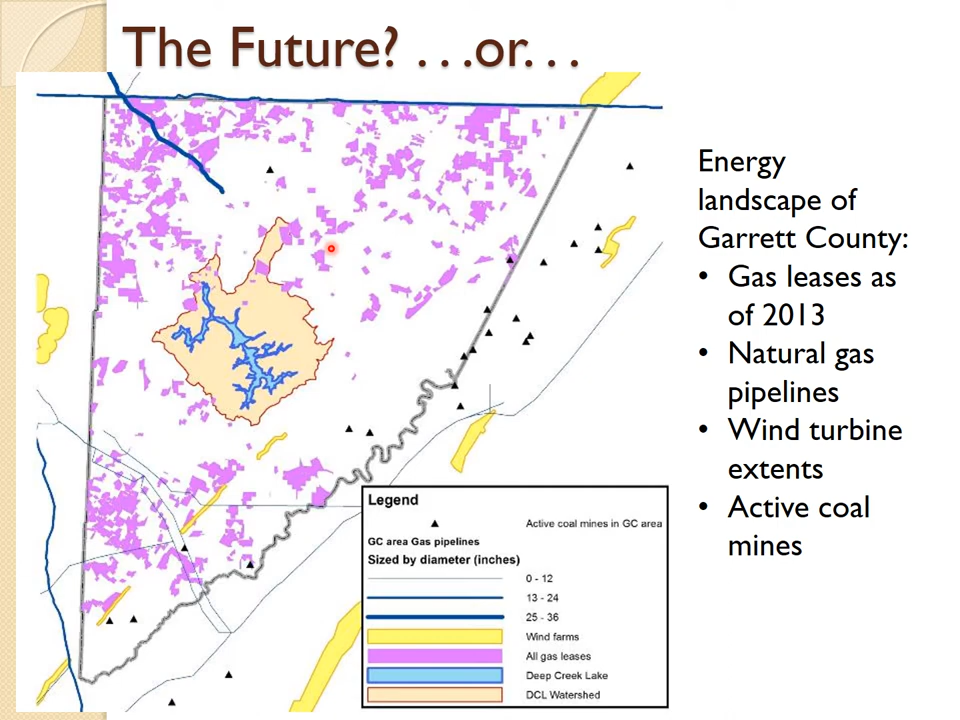 The Future? . . .or. . .
Energy
landscape of
Garrett County:
• Gas leases as
of 2013
• Natural gas
pipelines
• Wind turbine
extents
• Active coal
mines
Legend
Active coal mines in GC area
GC area Gas pipelines
Sized by diameter (inches)
0 - 12
13 - 24
25 - 36
Wind farms
All gas leases
Deep Creek Lake
DCL Watershed